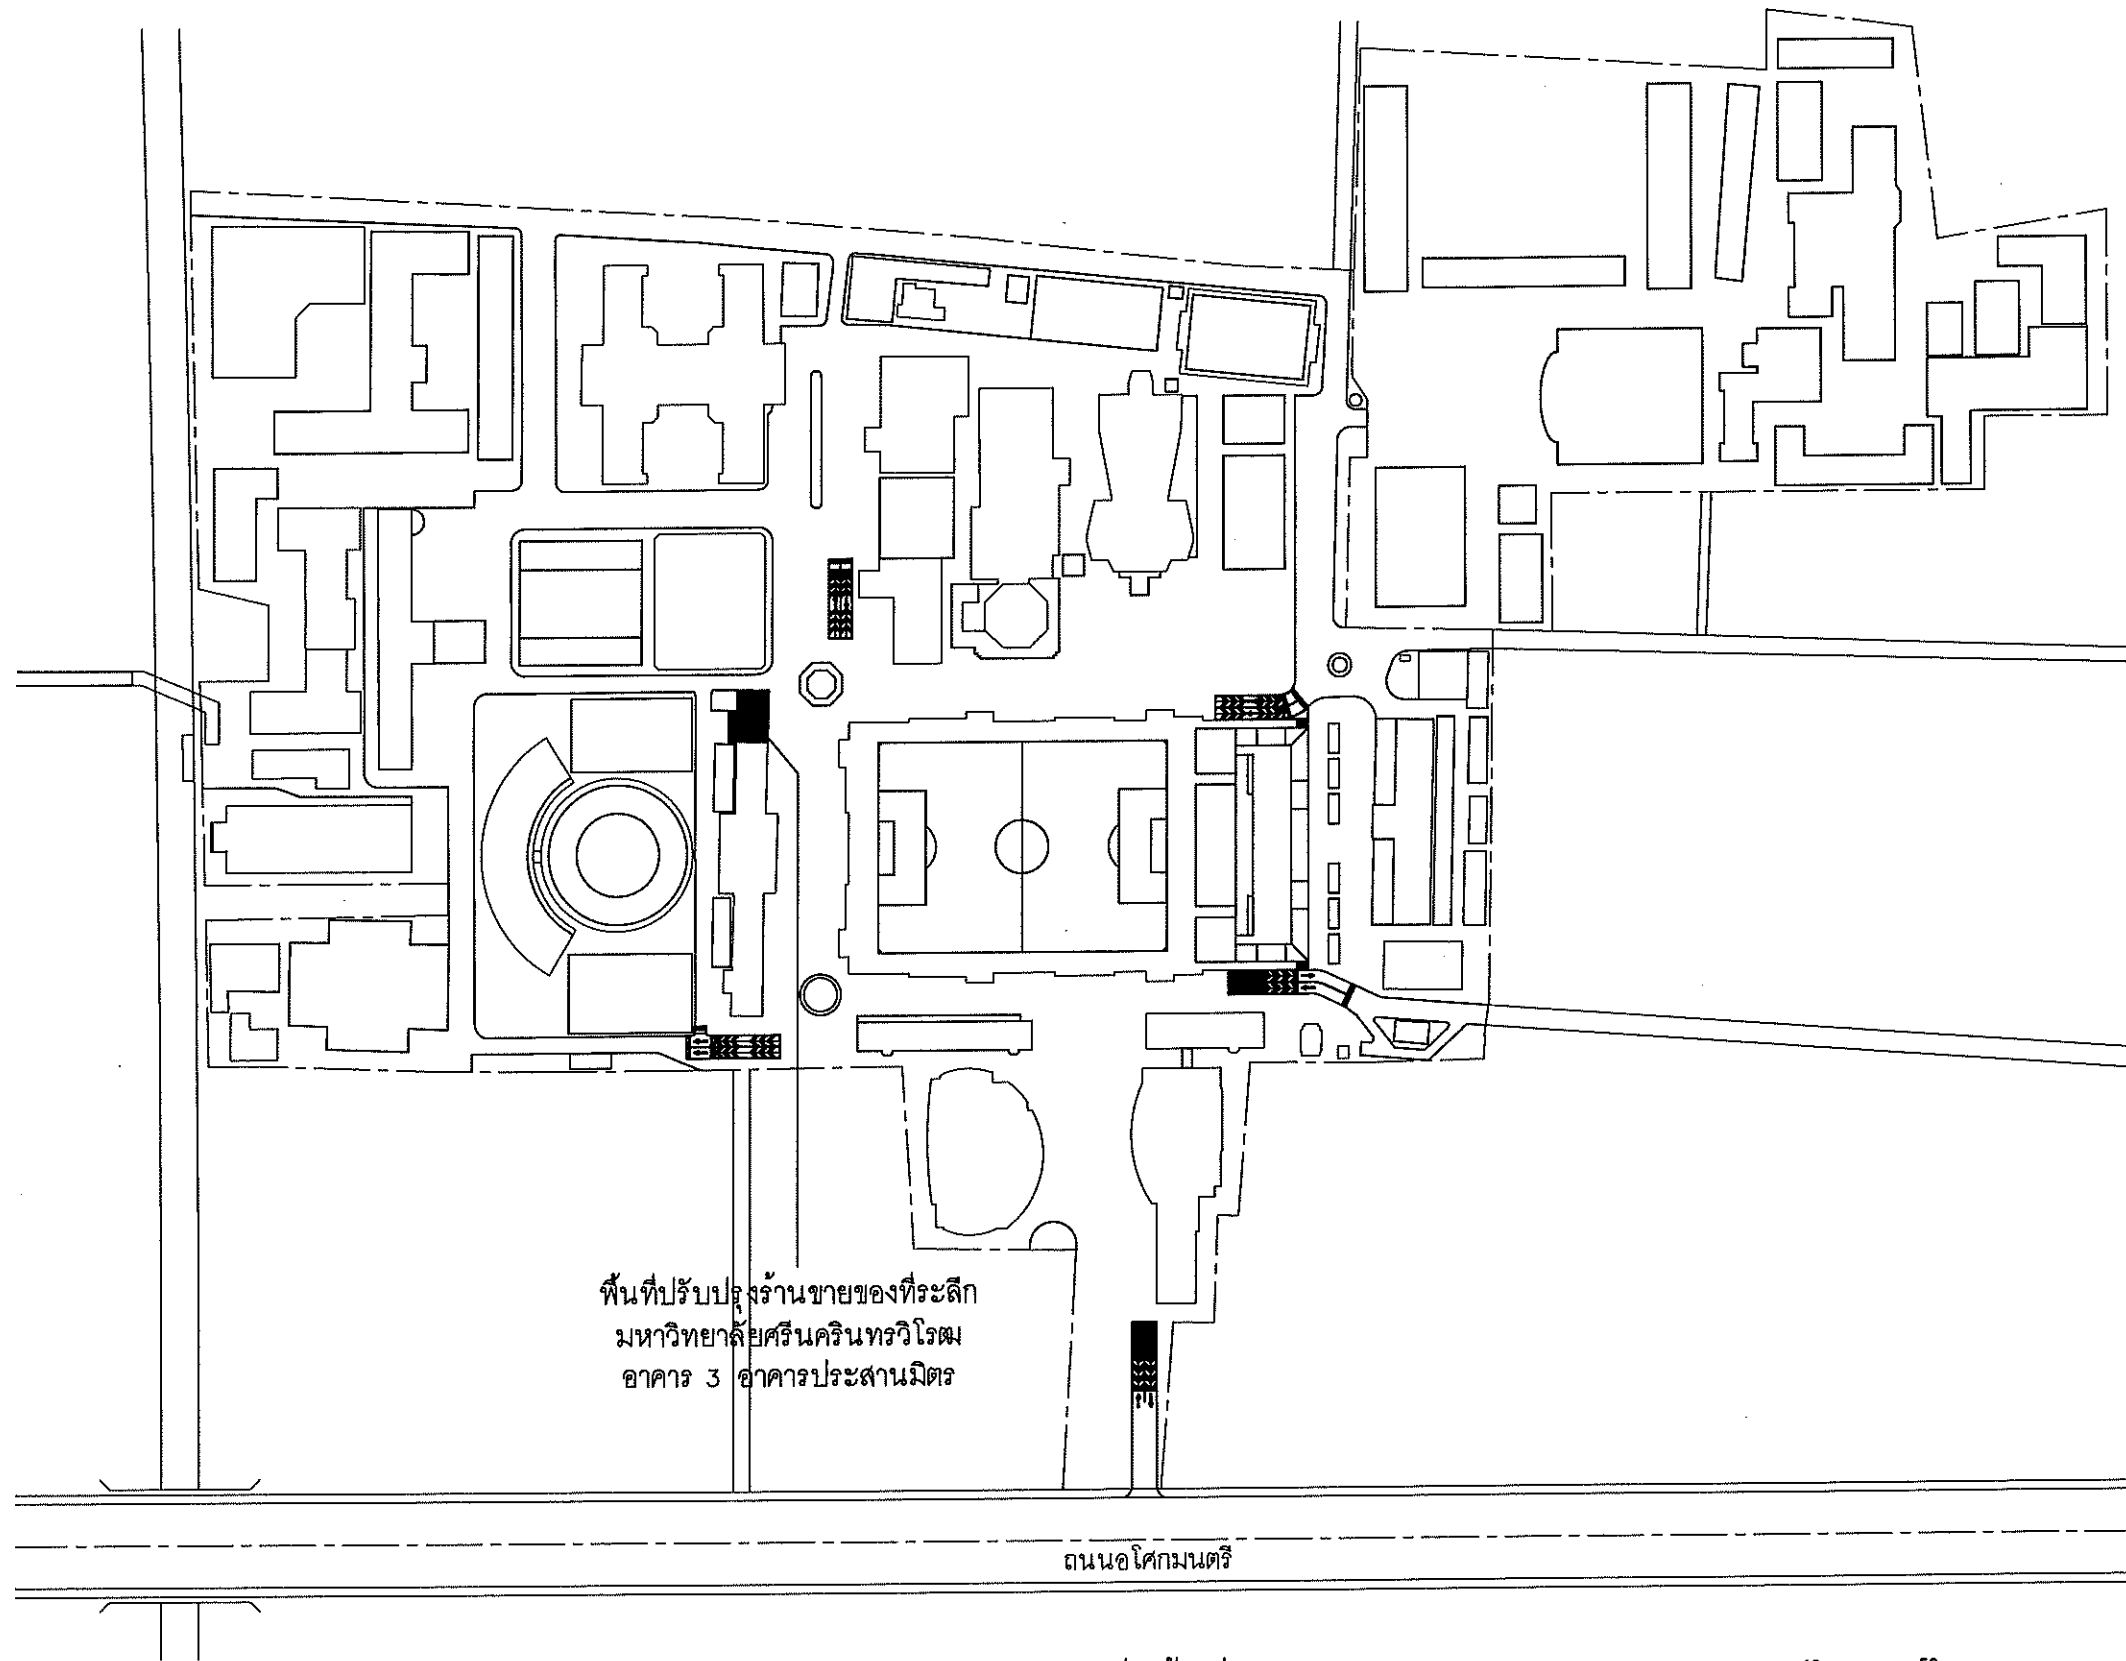 พื้นที่ปรับปรุงร้านขายของที่ระลึก
มหาวิทยาลัยศรีนครินทรวิโรฒ
อาคาร 3 อาคารประสานมิตร
ถนนอโศกมนตรี